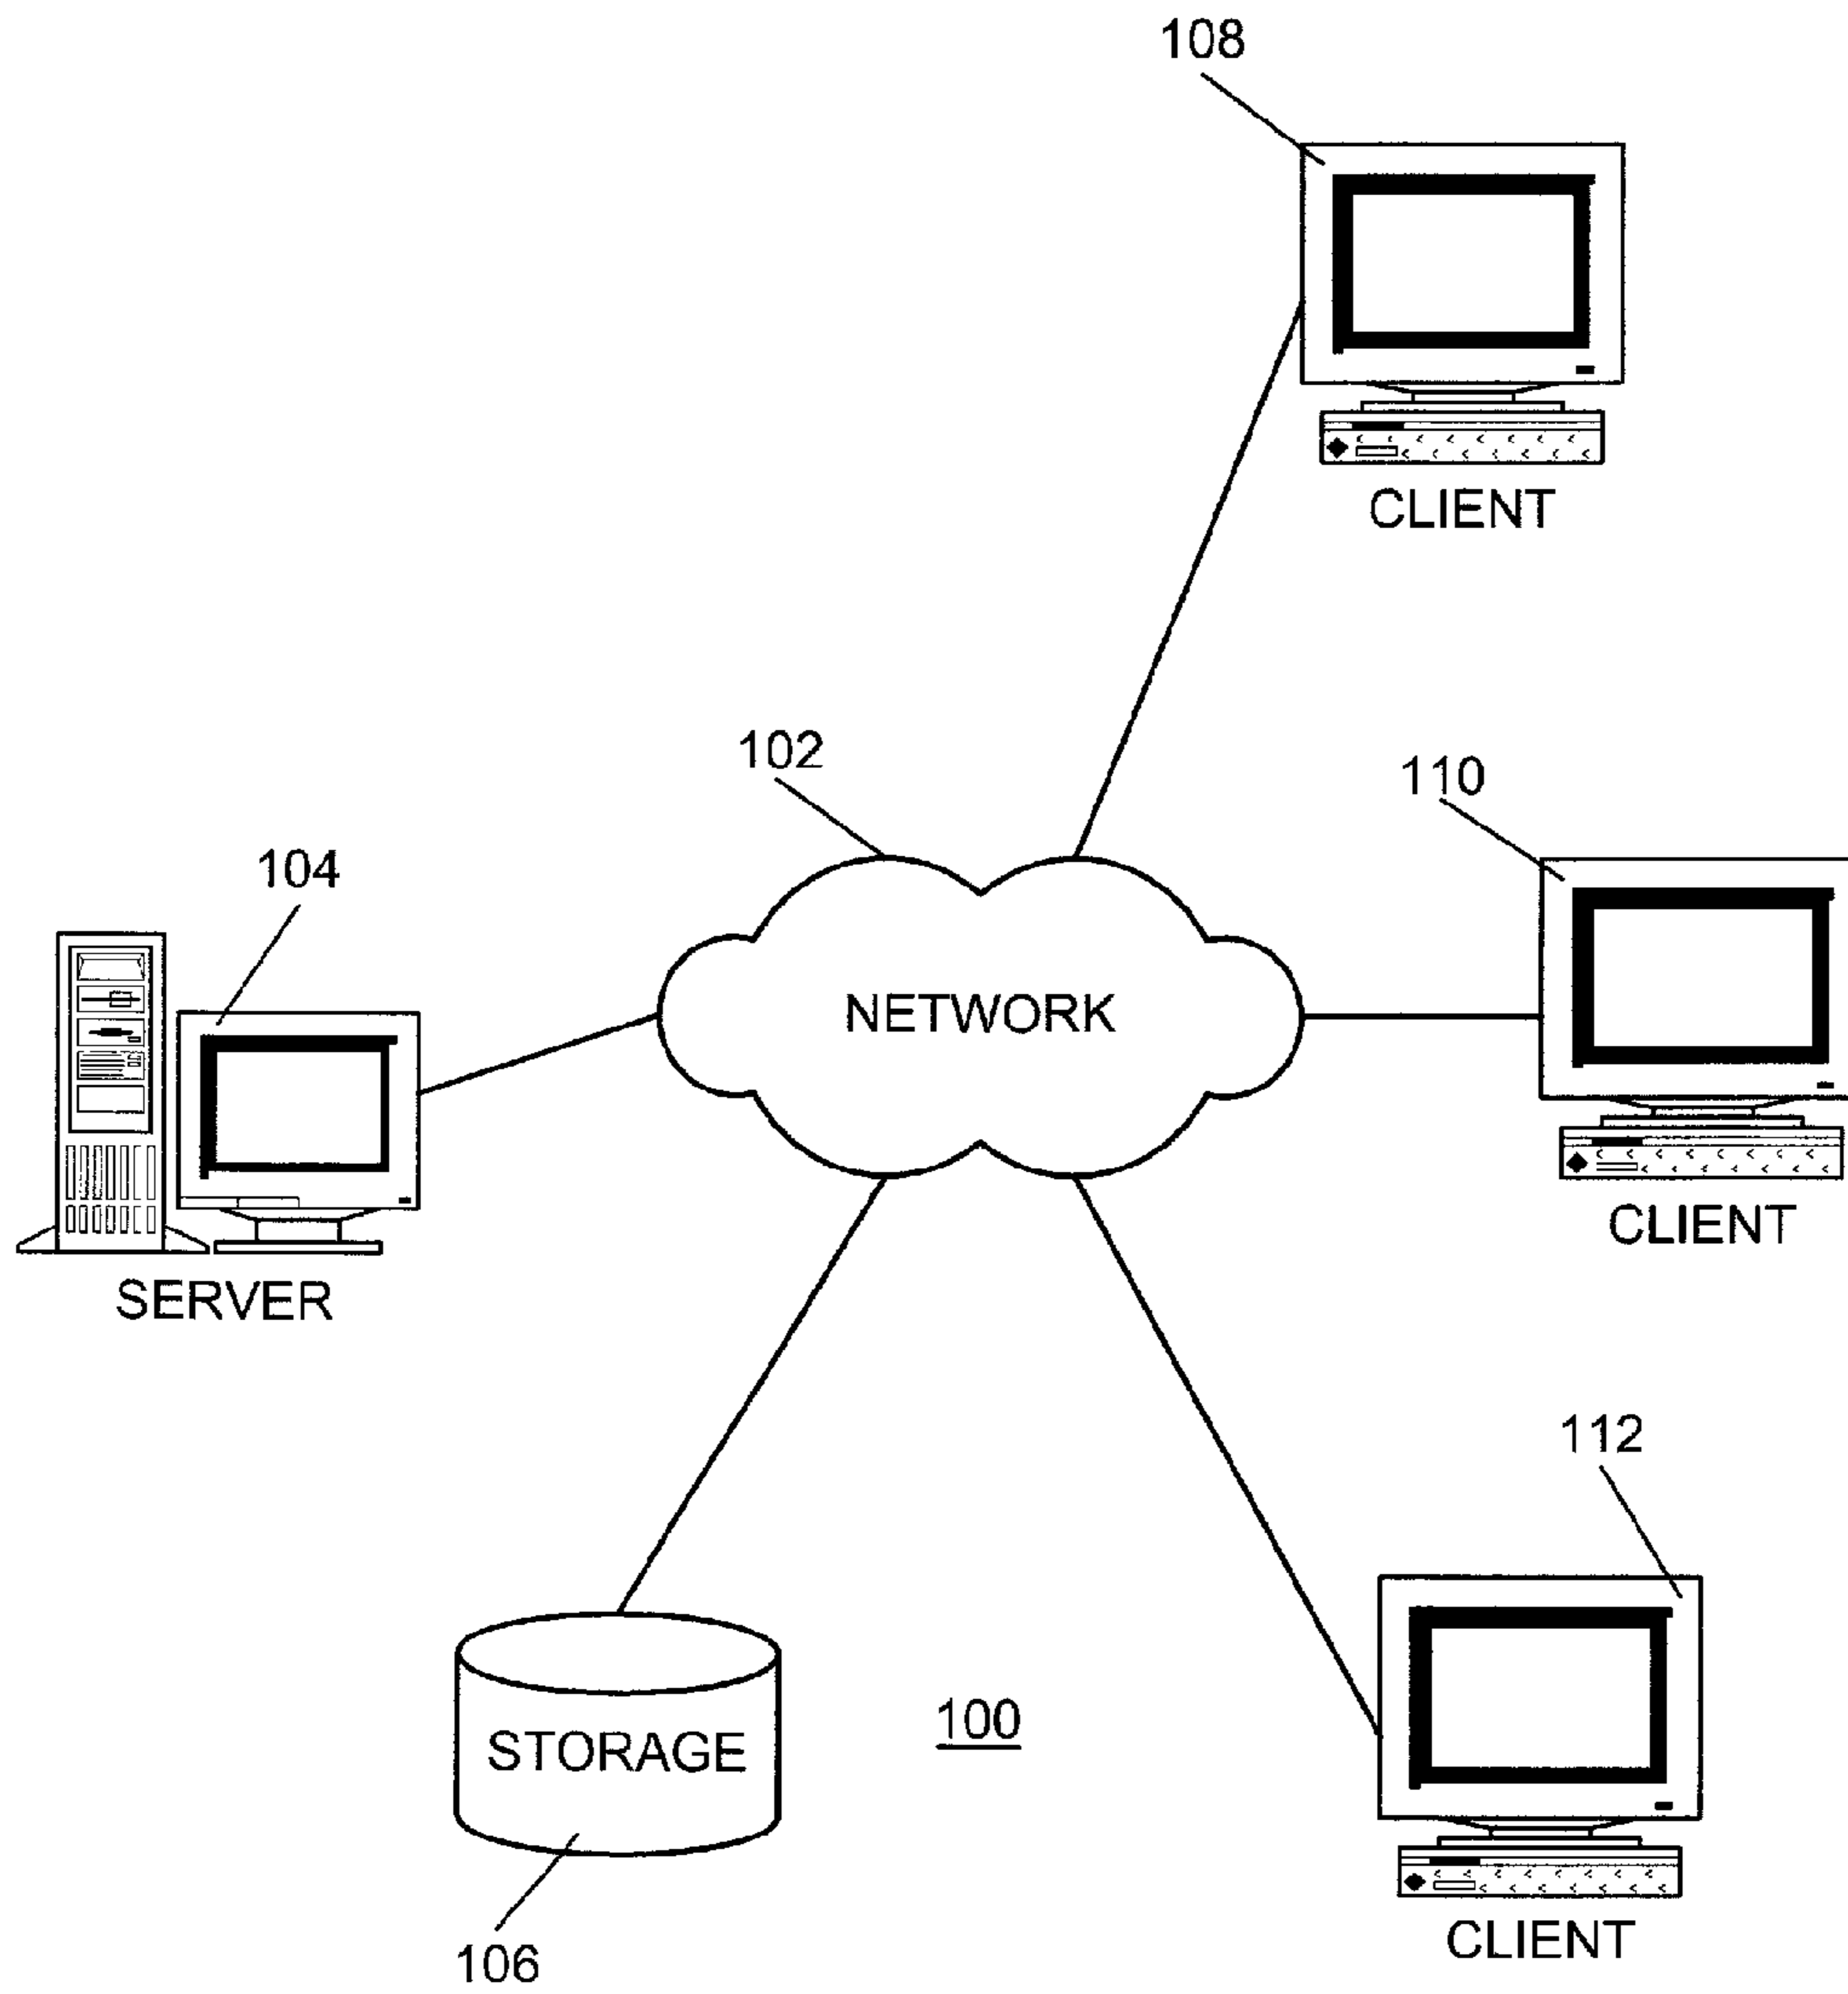 108
CLIENT
102
110
104
NETWORK
CLIENT
SERVER
112
STORAGE
100
106
CLIENT